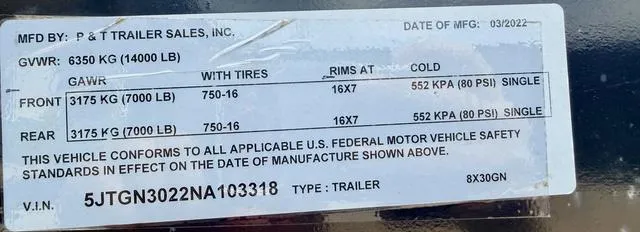 MFD BY: P & T TRAILER SALES, INC. DATE OF MFG: 03/2022
GVWR: 6350 KG (14000 LB)
GAWR WITH TIRES RIMS AT COLD
FRONT 3175 KG (7000 LB) 750-16 16X7 552 KPA (80 PSI) SINGLE
REAR 3175 KG (7000 LB) 750-16 16X7 552 KPA (80 PSI) SINGLE
THIS VEHICLE CONFORMS TO ALL APPLICABLE U.S. FEDERAL MOTOR VEHICLE SAFETY
STANDARDS IN EFFECT ON THE DATE OF MANUFACTURE SHOWN ABOVE.
V.I.N. 5JTGN3022NA103318 TYPE : TRAILER 8X30GN